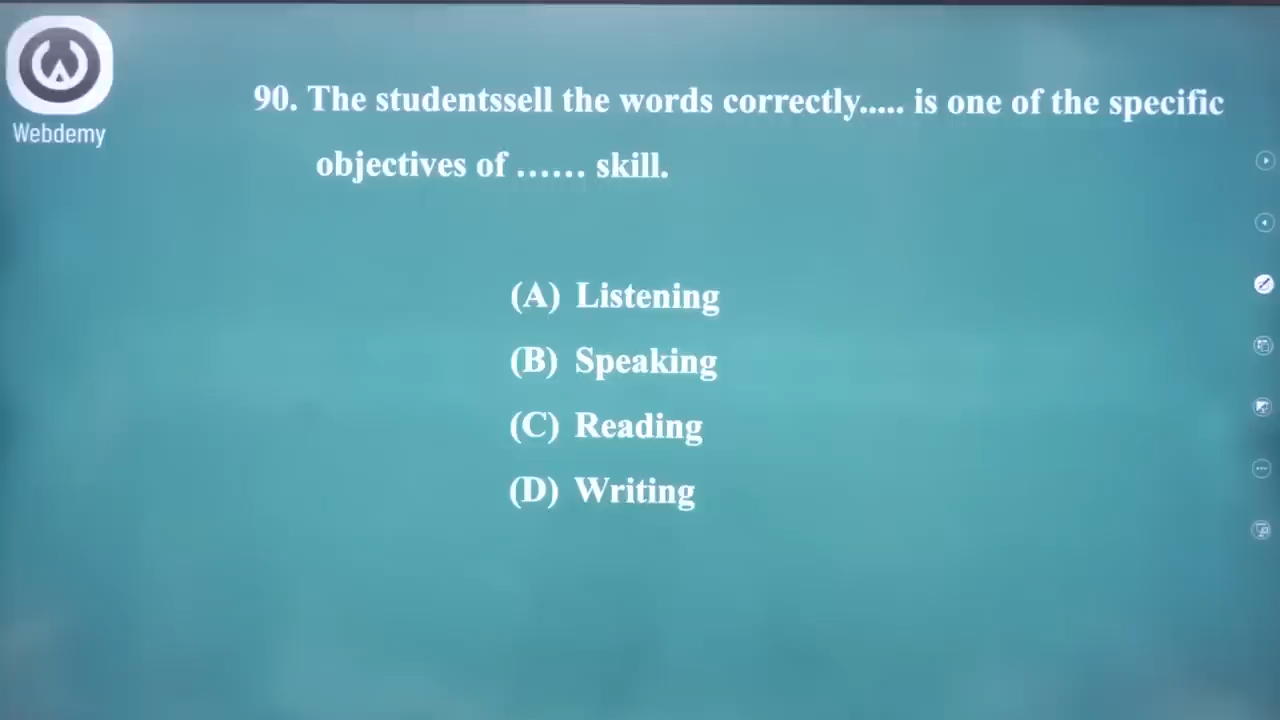 Webdemy
90. The studentssell the words correctly..... is one of the specific
objectives of ...... skill.
(A) Listening
(B) Speaking
(C) Reading
(D) Writing